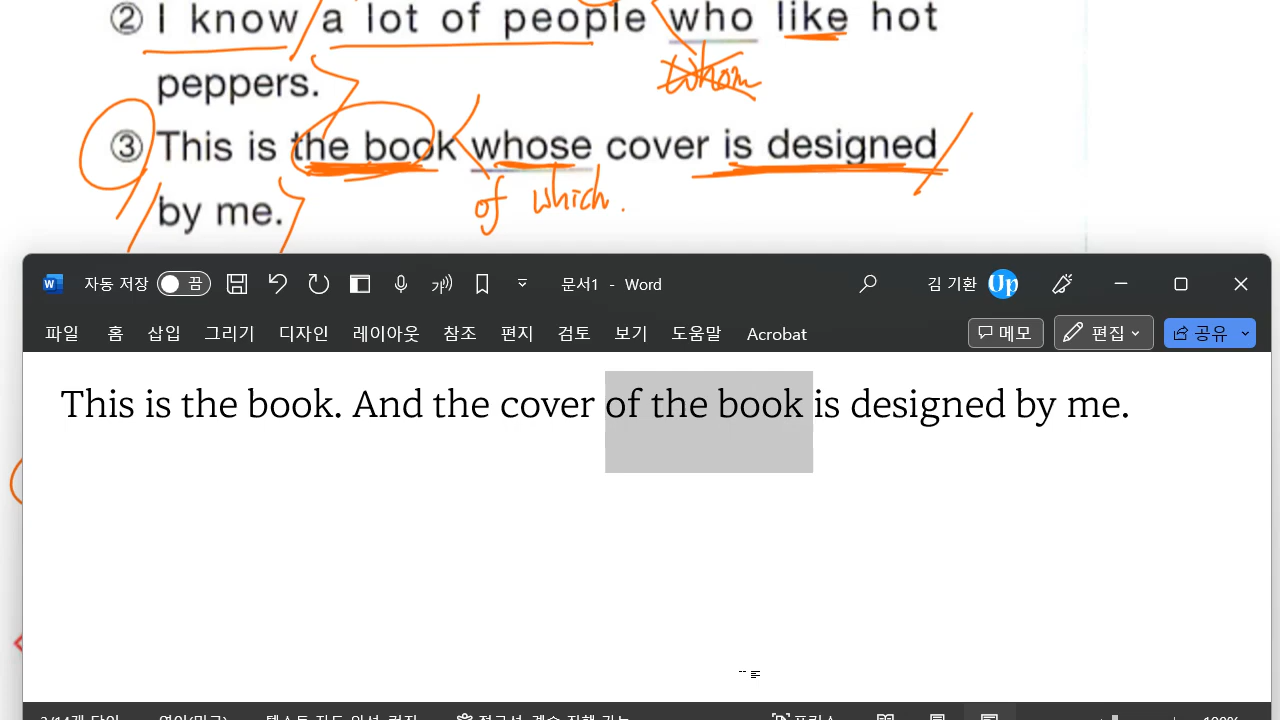 ② I know a lot of people who like hot
whom
peppers.
③ This is the book whose cover is designed
of which.
by me.
자동 저장 끔 가 문서1 - Word 김 기환 Up
파일 홈 삽입 그리기 디자인 레이아웃 참조 편지 검토 보기 도움말 Acrobat 메모 편집 공유
This is the book. And the cover of the book is designed by me.